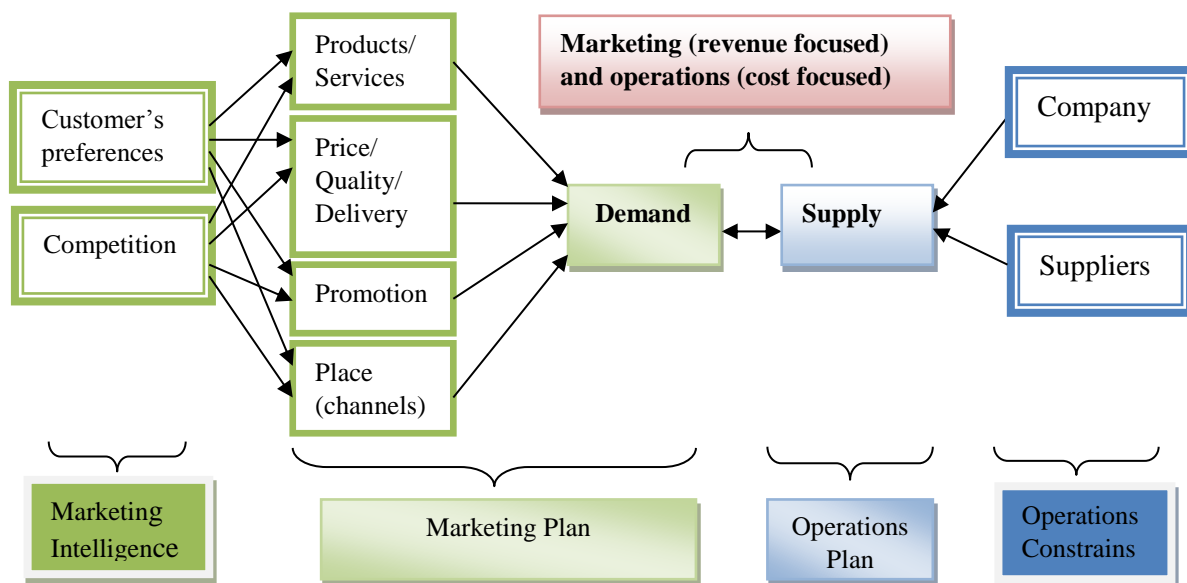 Products/
Services
Marketing (revenue focused)
and operations (cost focused)
Customer's
preferences
Company
Price/
Quality/
Delivery
Competition
Demand
Supply
Suppliers
Promotion
Place
(channels)
Marketing
Intelligence
Marketing Plan
Operations
Plan
Operations
Constrains